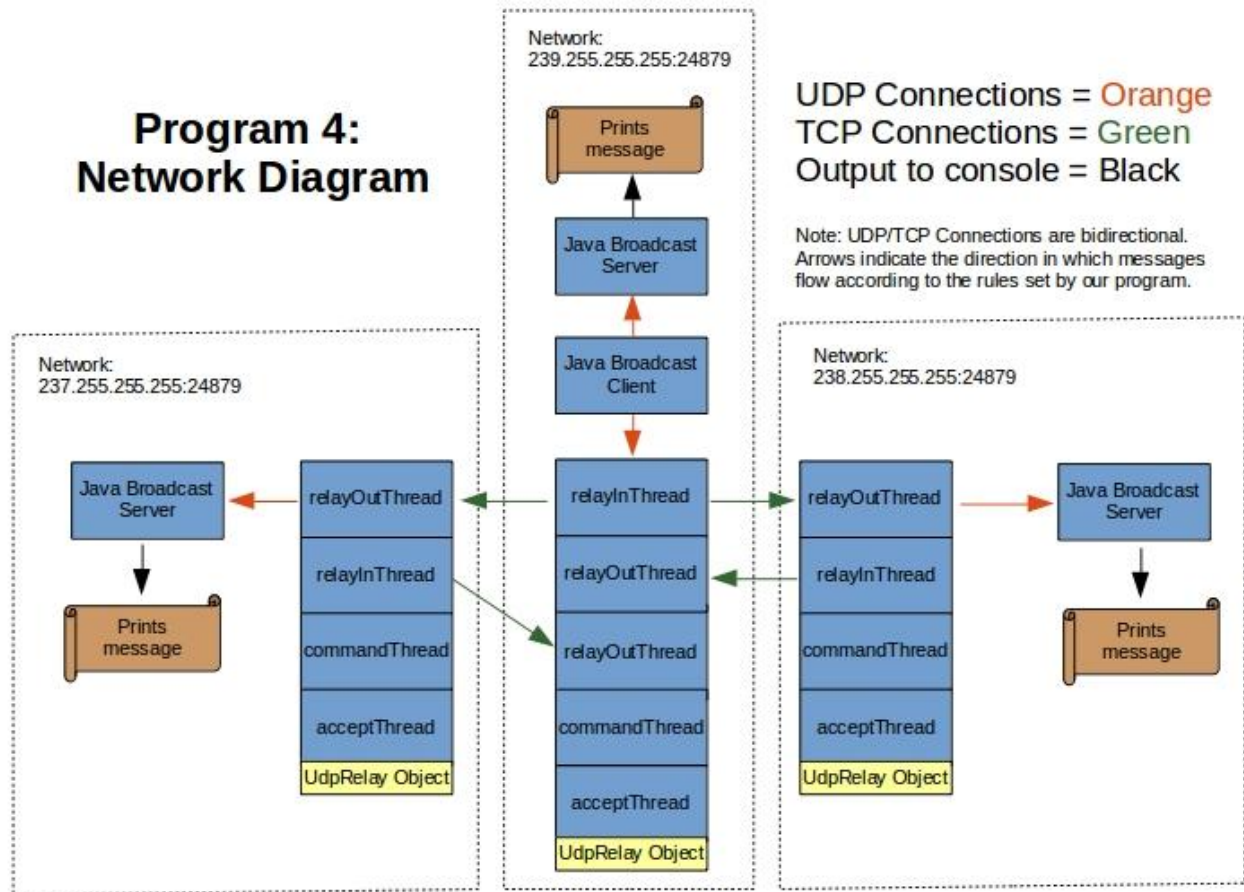 Program 4:
Network Diagram
Network:
239.255.255.255:24879
Prints
message
Java Broadcast
Server
Java Broadcast
Client
relayInThread
relayOutThread
relayOutThread
commandThread
acceptThread
UdpRelay Object
UDP Connections = Orange
TCP Connections = Green
Output to console = Black
Note: UDP/TCP Connections are bidirectional.
Arrows indicate the direction in which messages
flow according to the rules set by our program.
Network:
237.255.255.255:24879
Java Broadcast
Server
Prints
message
relayOutThread
relayInThread
commandThread
acceptThread
UdpRelay Object
Network:
238.255.255.255:24879
relayOutThread
relayInThread
commandThread
acceptThread
UdpRelay Object
Java Broadcast
Server
Prints
message